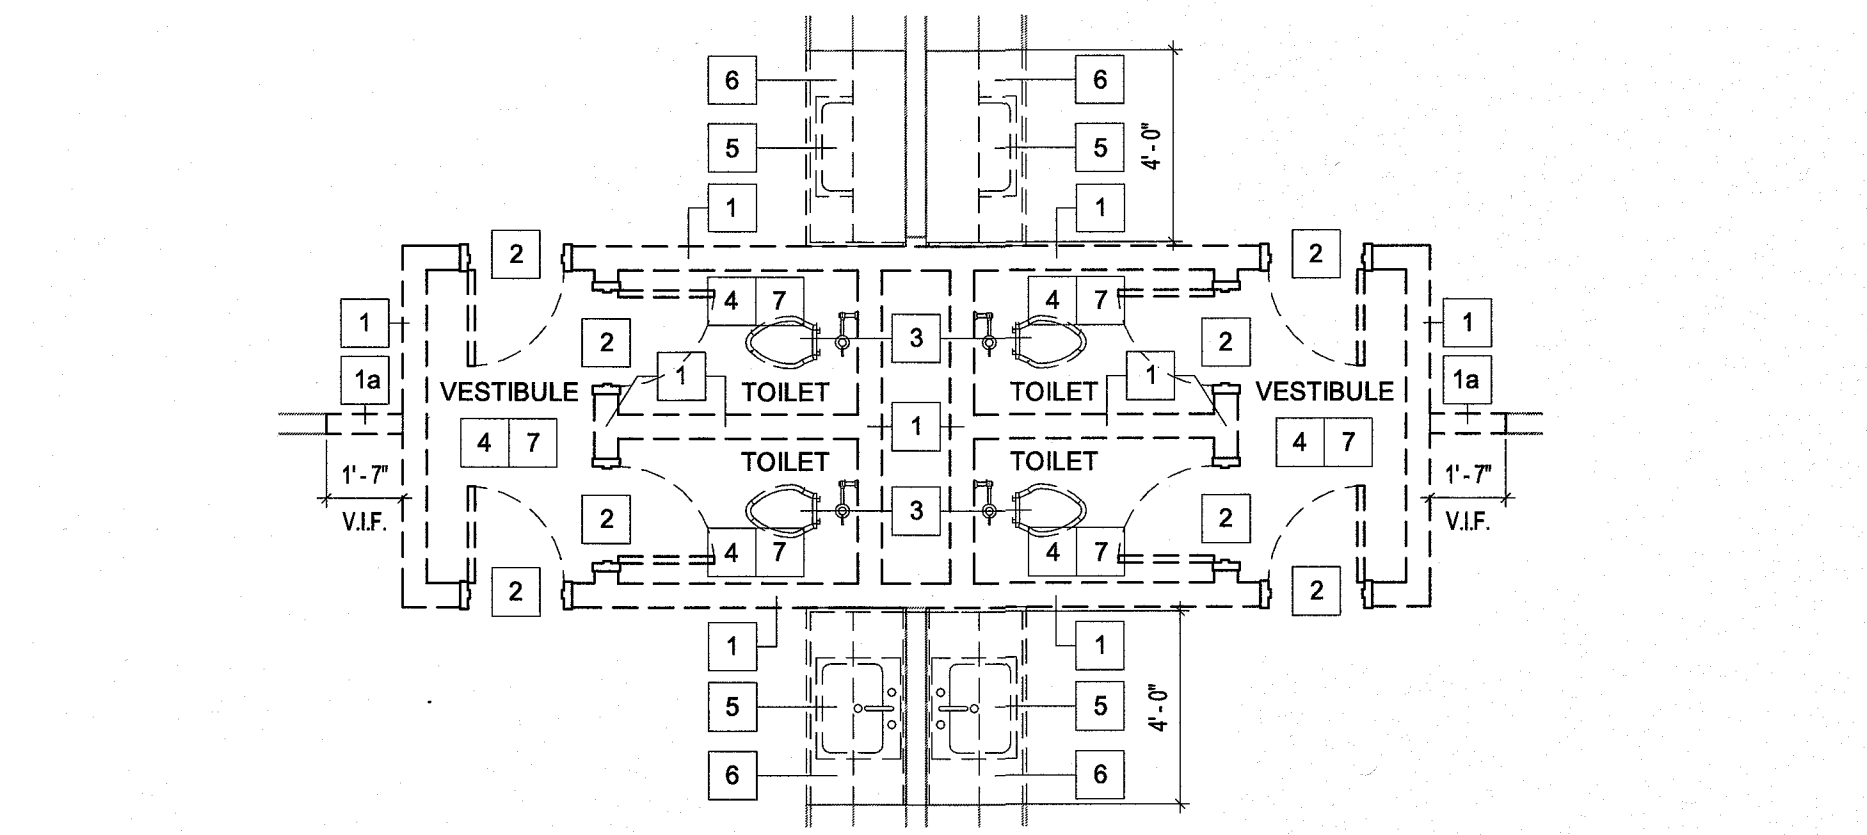 6 6
5 5
4'-0"
1 1
2 2
4 7 4 7
1 2 3 2 1
1a 1 1 1a
VESTIBULE TOILET TOILET VESTIBULE
4 7 1 4 7
TOILET TOILET
1'-7" 1'-7"
V.I.F. 2 3 2 V.I.F.
4 7 4 7
2 2
1 1
5 5
4'-0"
6 6